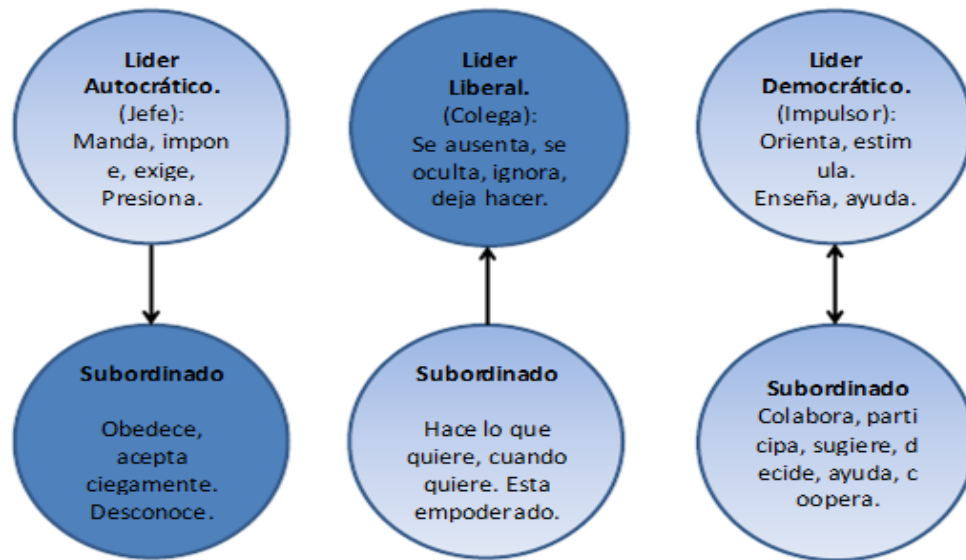 Lider
Autocrático.
(Jefe):
Manda, impon
e, exige,
Presiona.
Lider
Liberal.
(Colega):
Se ausenta, se
oculta, ignora,
deja hacer.
Lider
Democrático.
(Impulsor):
Orienta, estim
ula.
Enseña, ayuda.
Subordinado
Obedece,
acepta
ciegamente.
Desconoce.
Subordinado
Hace lo que
quiere, cuando
quiere. Esta
empoderado.
Subordinado
Colabora, parti
cipa, sugiere, d
ecide, ayuda, c
oopera.